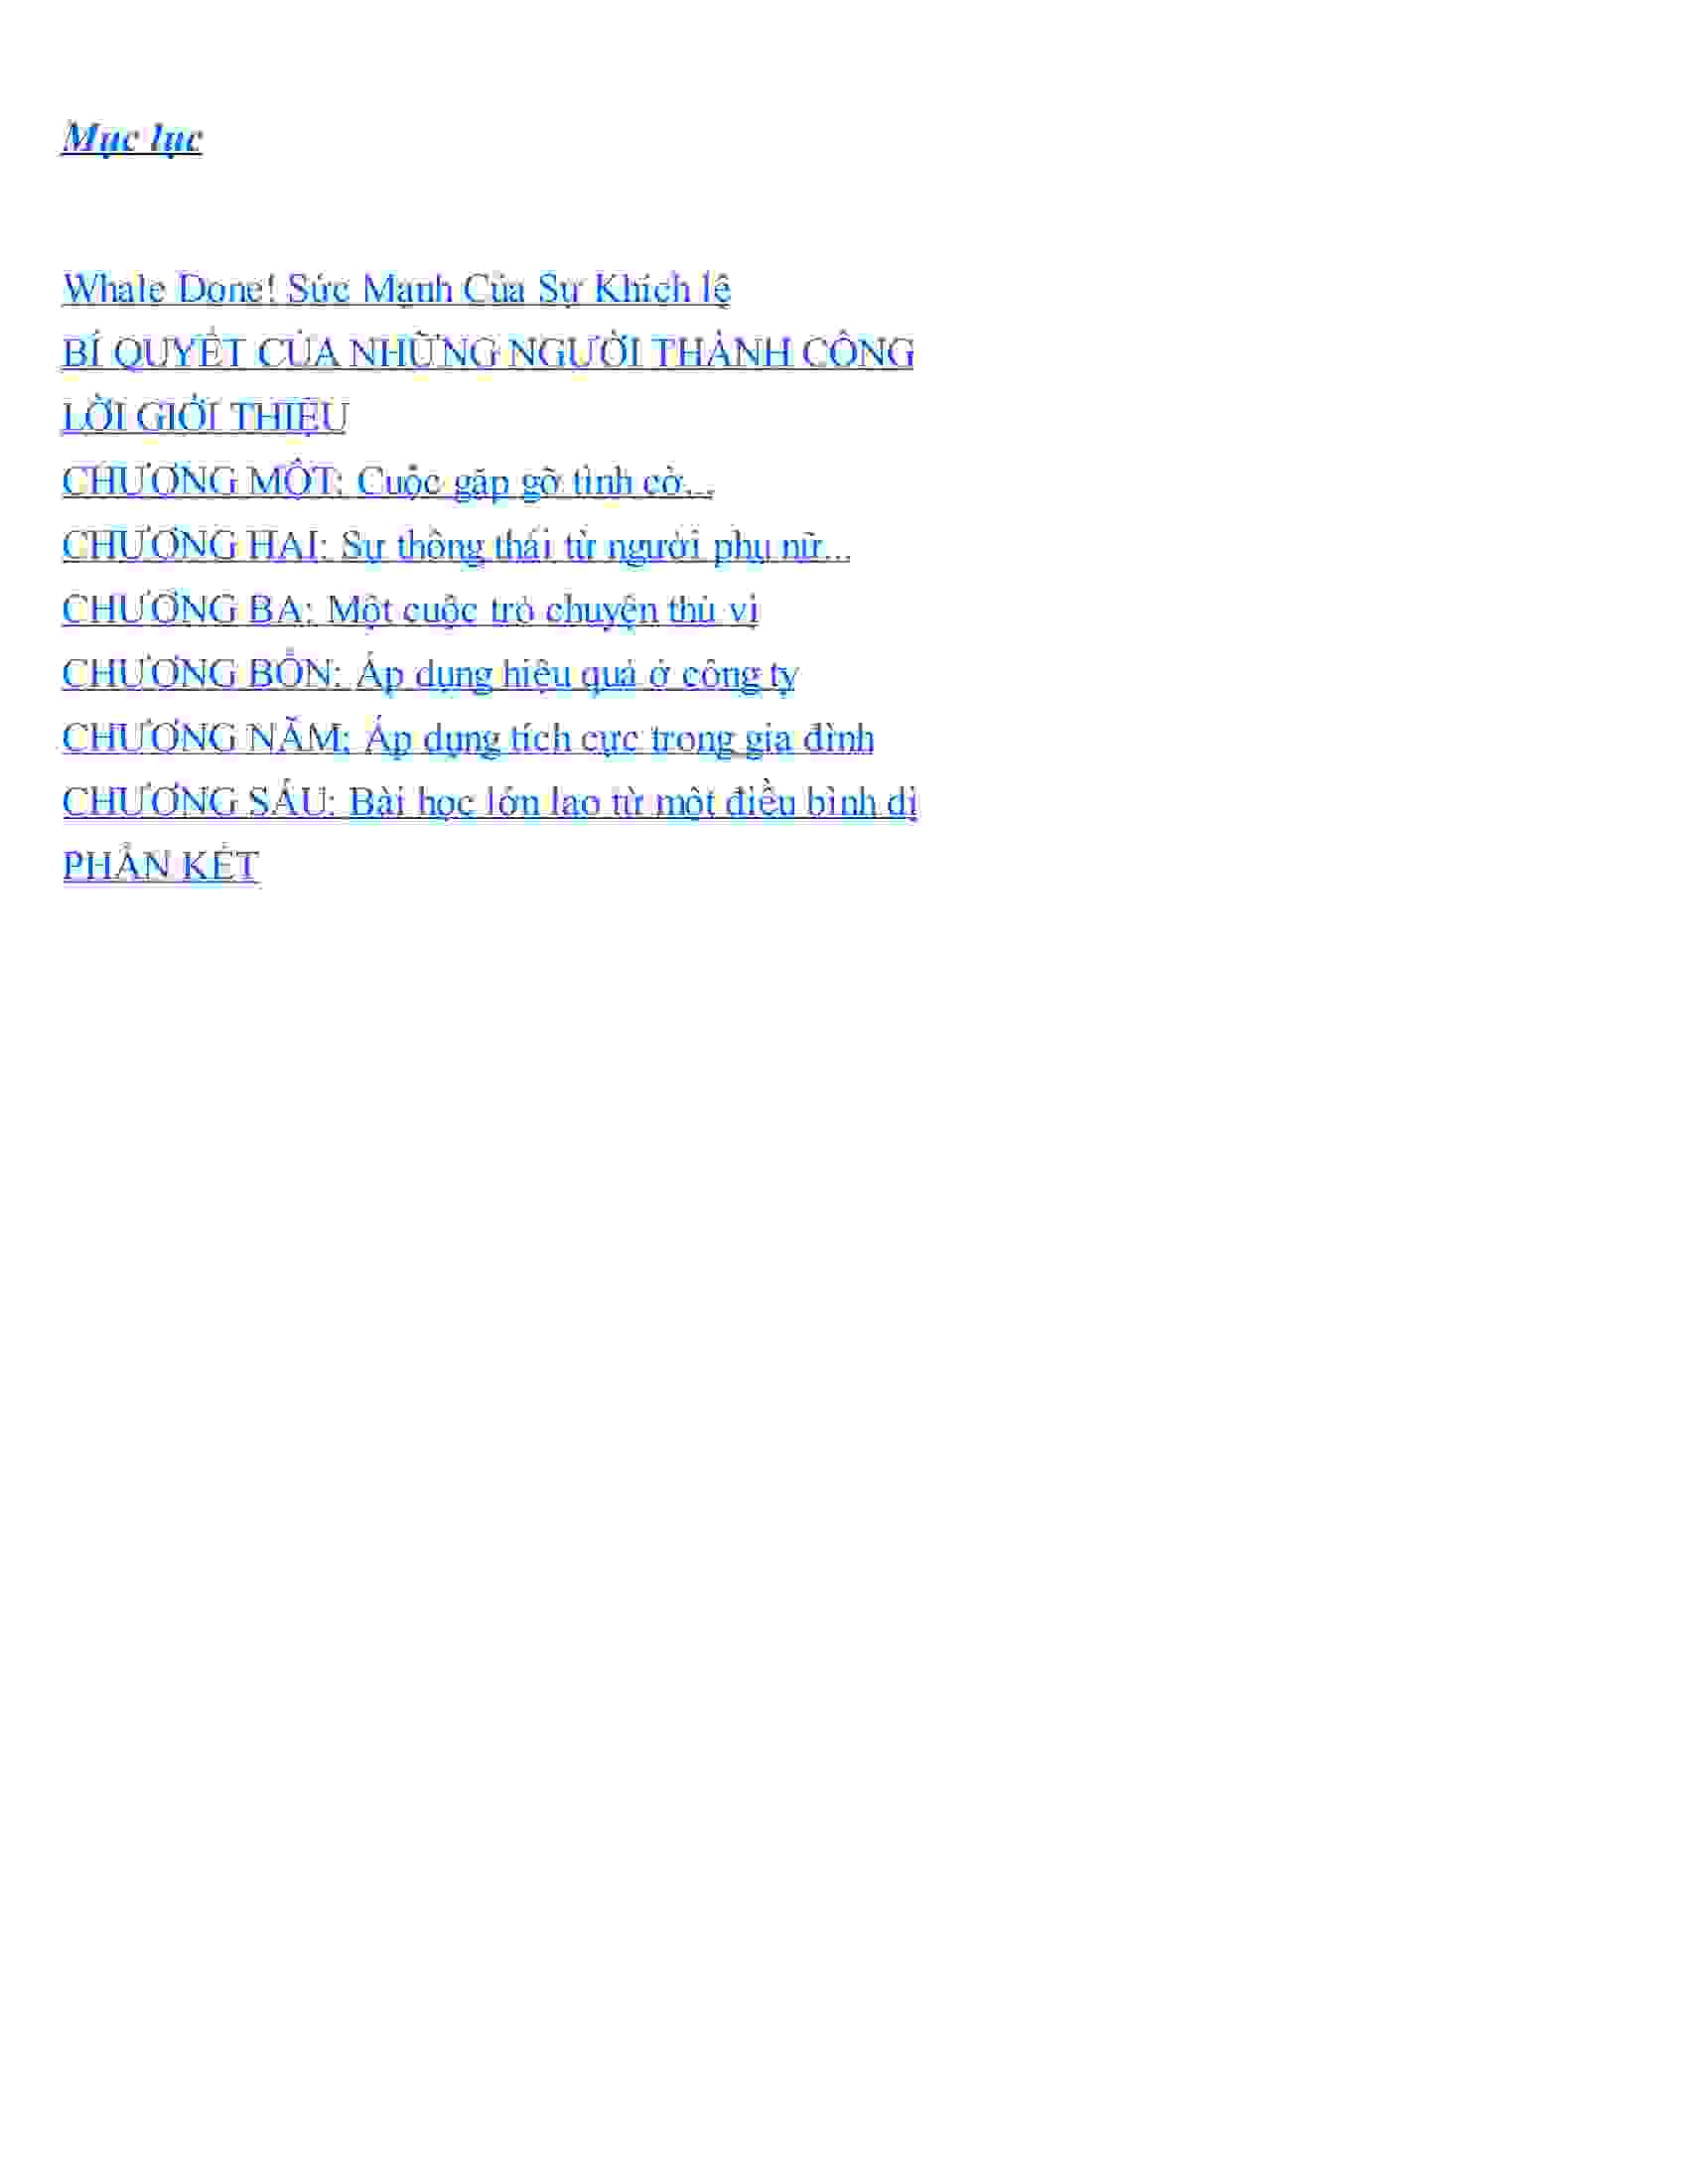 Mục lục
Whale Done! Sức Mạnh Của Sự Khích lệ
BÍ QUYẾT CỦA NHỮNG NGƯỜI THÀNH CÔNG
LỜI GIỚI THIỆU
CHƯƠNG MỘT: Cuộc gặp gỡ tình cờ...
CHƯƠNG HAI: Sự thông thái từ người phụ nữ...
CHƯƠNG BA: Một cuộc trò chuyện thú vị
CHƯƠNG BỐN: Áp dụng hiệu quả ở công ty
CHƯƠNG NĂM: Áp dụng tích cực trong gia đình
CHƯƠNG SÁU: Bài học lớn lao từ một điều bình dị
PHẦN KẾT